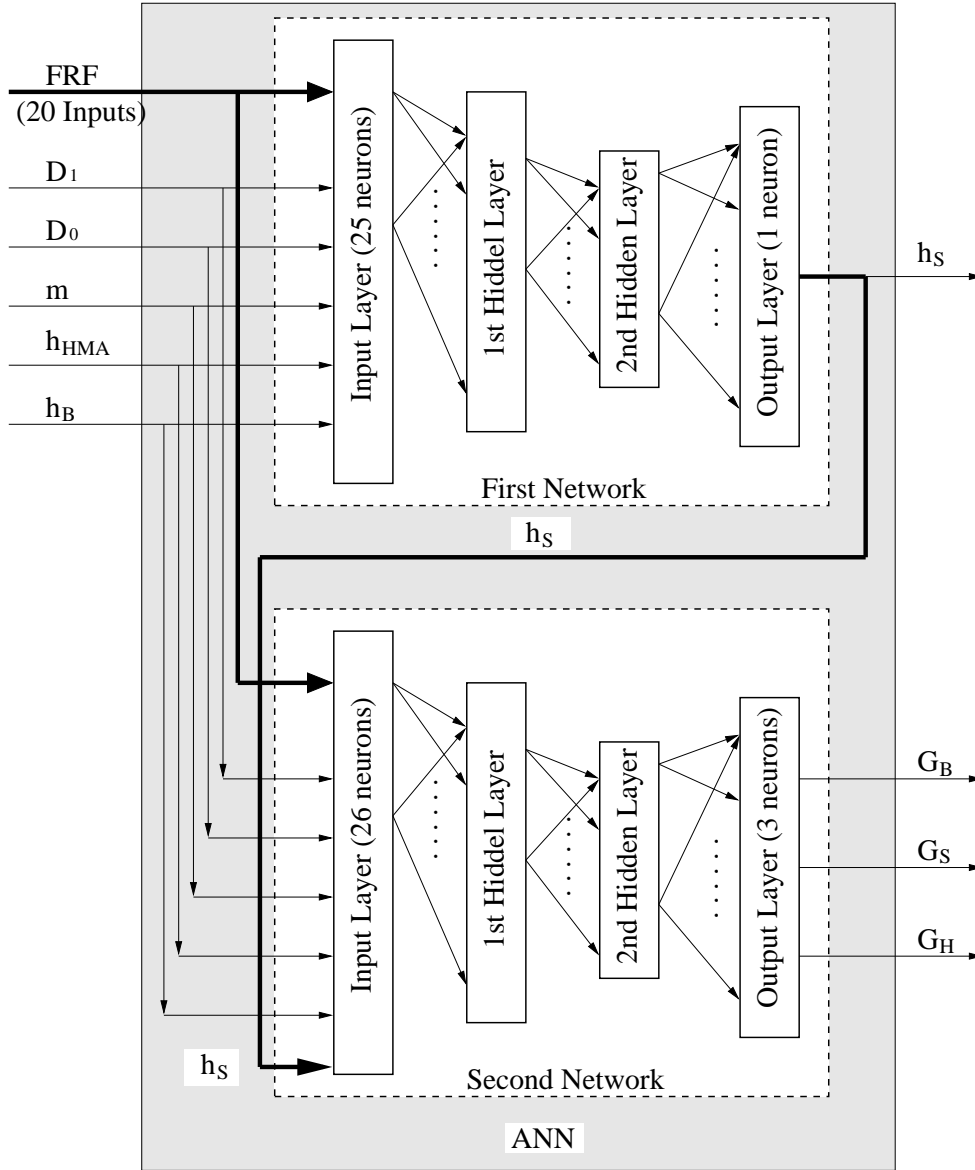 FRF
(20 Inputs)
D1
D0
m
hHMA
hB
Input Layer (25 neurons)
1st Hiddel Layer
2nd Hidden Layer
Output Layer (1 neuron)
hS
First Network
hS
Input Layer (26 neurons)
1st Hiddel Layer
2nd Hidden Layer
Output Layer (3 neurons)
GB
GS
GH
hS
Second Network
ANN